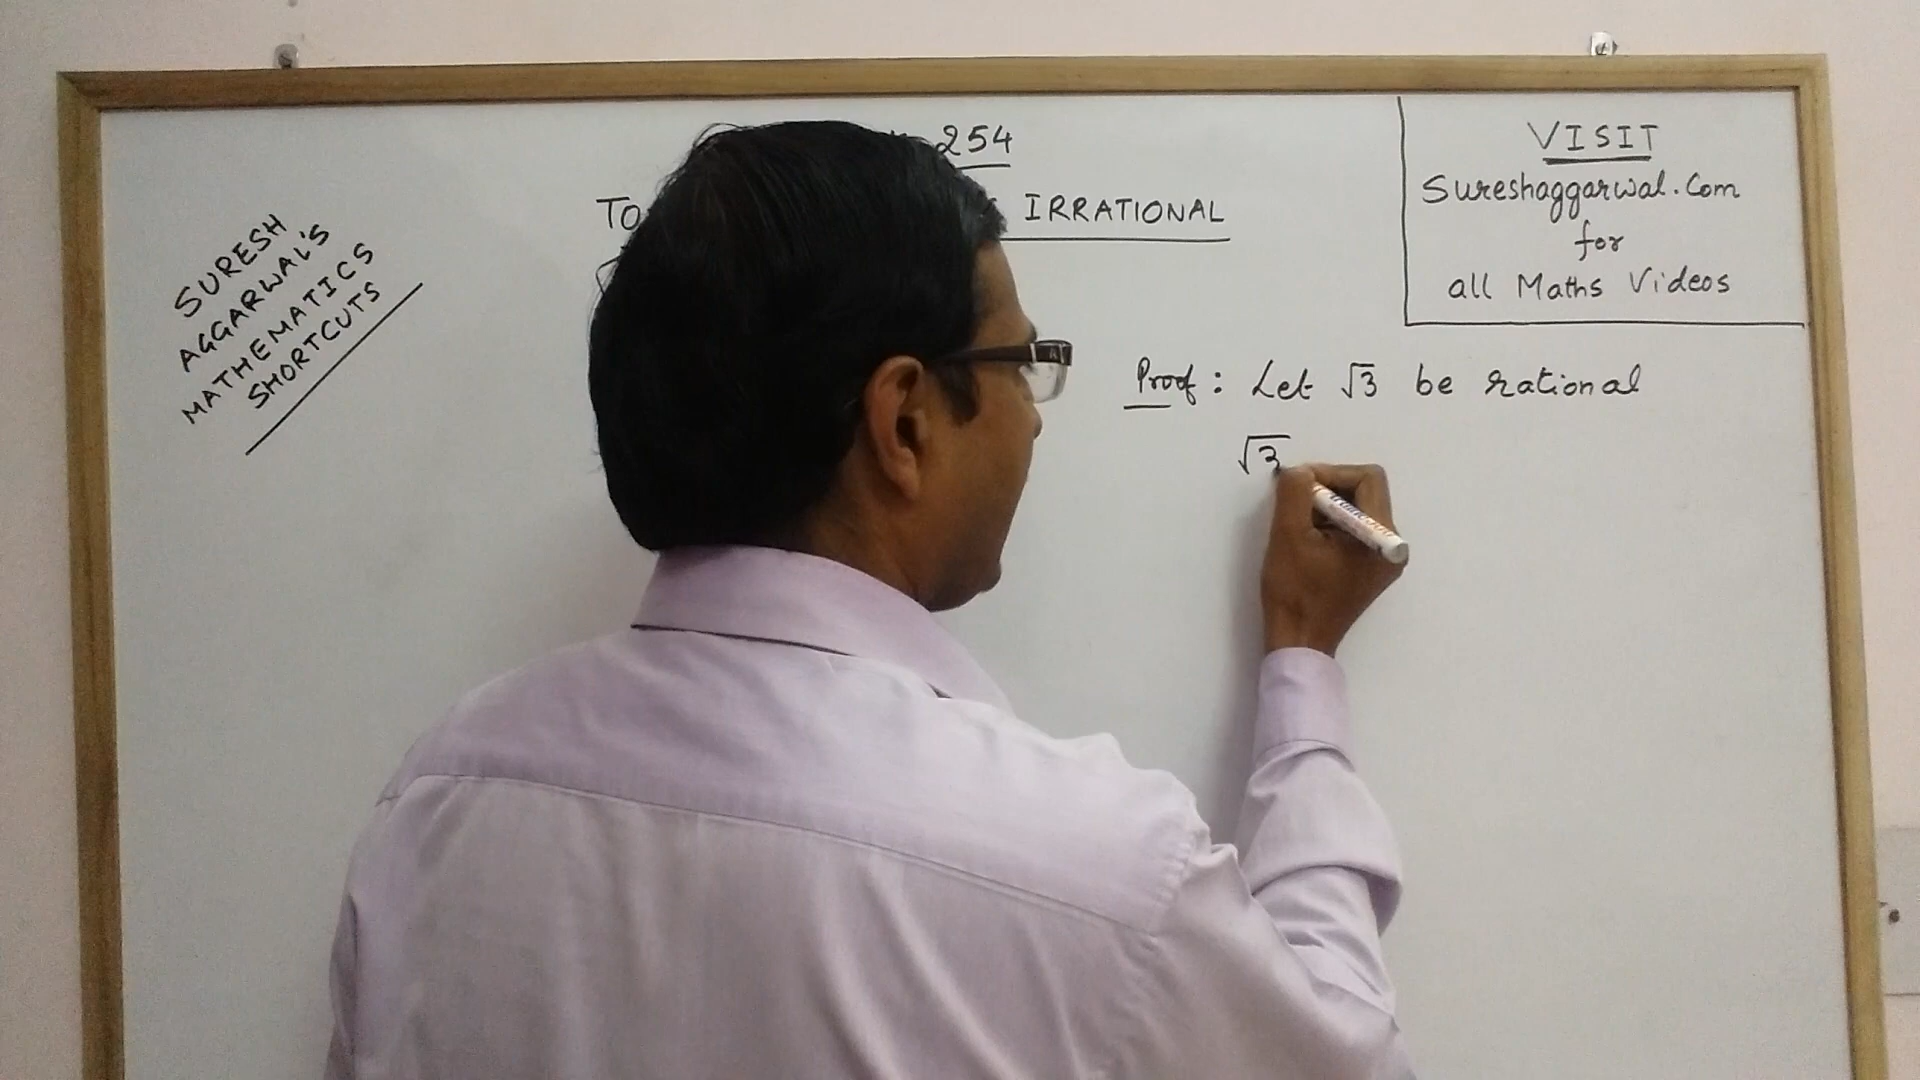 SURESH
AGGARWAL'S
MATHEMATICS
SHORTCUTS
254
TO
IRRATIONAL
VISIT
Sureshaggarwal.Com
for
all Maths Videos
Proof : Let √3 be rational
√3